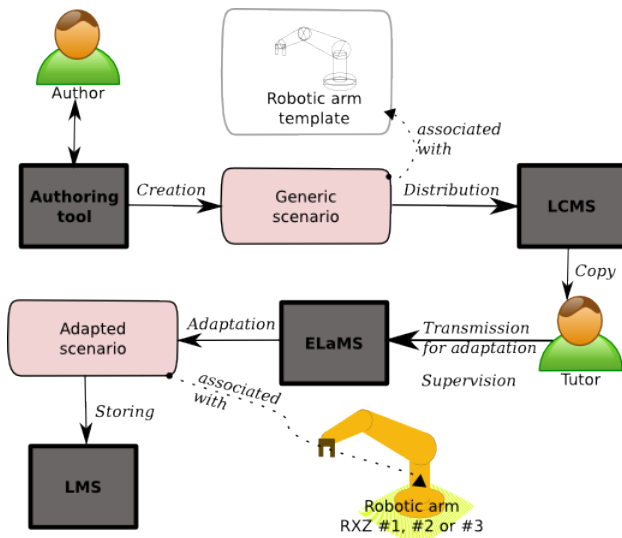 Author
Robotic arm
template
associated
with
Authoring
tool
Creation
Generic
scenario
Distribution
LCMS
Copy
Adapted
scenario
Adaptation
ELaMS
Transmission
for adaptation
Supervision
Tutor
associated
with
Storing
LMS
Robotic arm
RXZ #1, #2 or #3